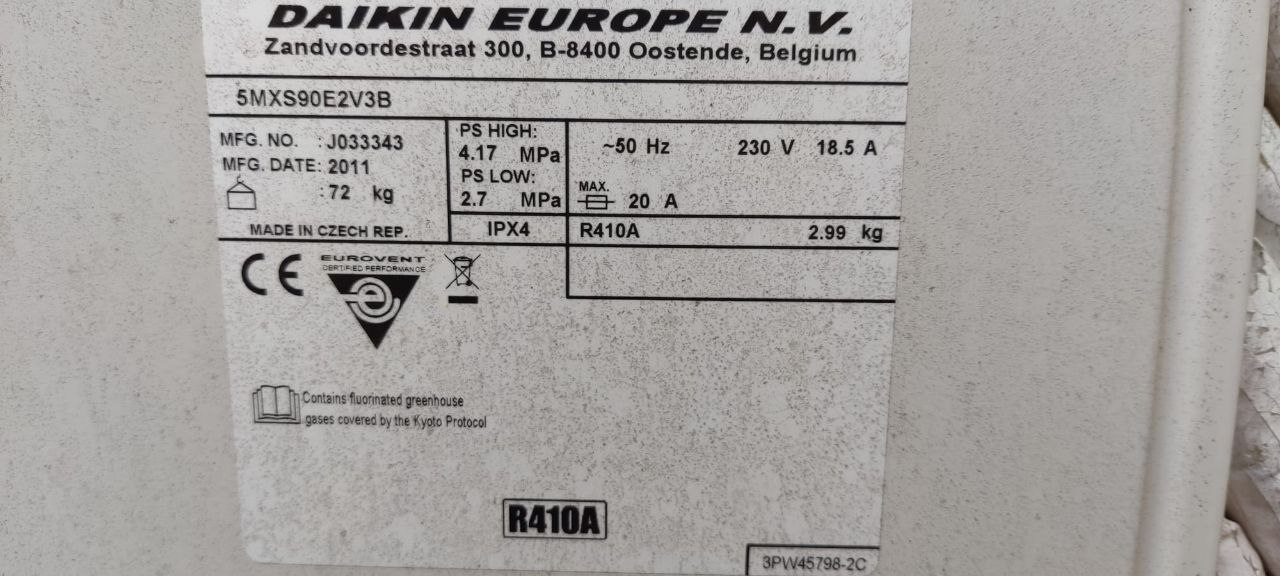 DAIKIN EUROPE N.V.
Zandvoordestraat 300, B-8400 Oostende, Belgium
5MXS90E2V3B
MFG. NO. : J033343
MFG. DATE: 2011
: 72 kg
MADE IN CZECH REP.
PS HIGH:
4.17 MPa
PS LOW:
2.7 MPa
IPX4
~50 Hz 230 V 18.5 A
MAX.
20 A
R410A 2.99 kg
CE
EUROVENT
CERTIFIED PERFORMANCE
e
Contains fluorinated greenhouse
gases covered by the Kyoto Protocol
R410A
3PW45798-2C